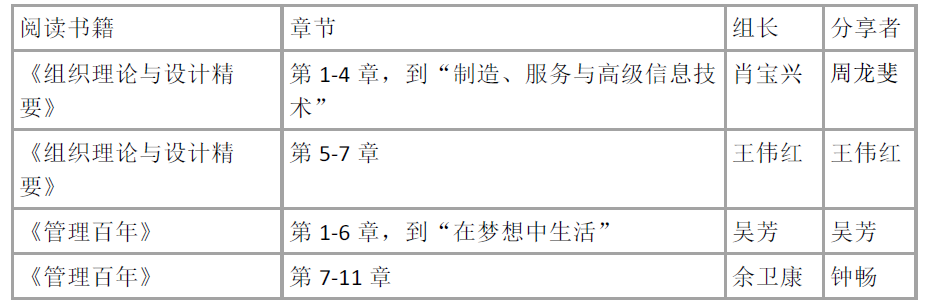 阅读书籍 章节 组长 分享者
《组织理论与设计精 第 1-4 章，到“制造、服务与高级信息技 肖宝兴 周龙斐
要》 术”
《组织理论与设计精 第 5-7 章 王伟红 王伟红
要》
《管理百年》 第 1-6 章，到“在梦想中生活” 吴芳 吴芳
《管理百年》 第 7-11 章 余卫康 钟畅